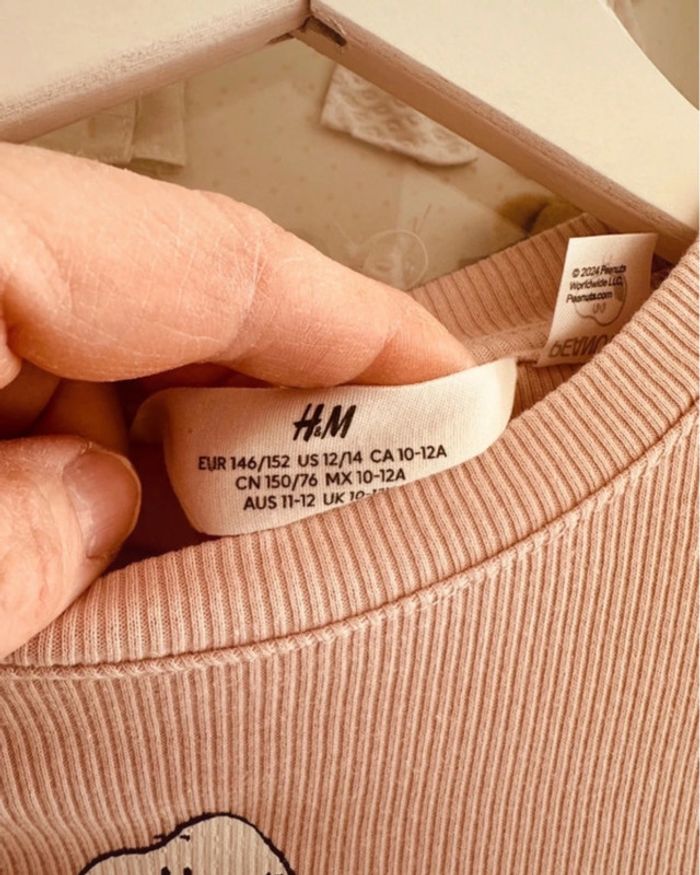 H&M
EUR 146/152 US 12/14 CA 10-12A
CN 150/76 MX 10-12A
AUS 11-12 UK
© 2024 Peanuts
Worldwide LLC,
Peanuts.com